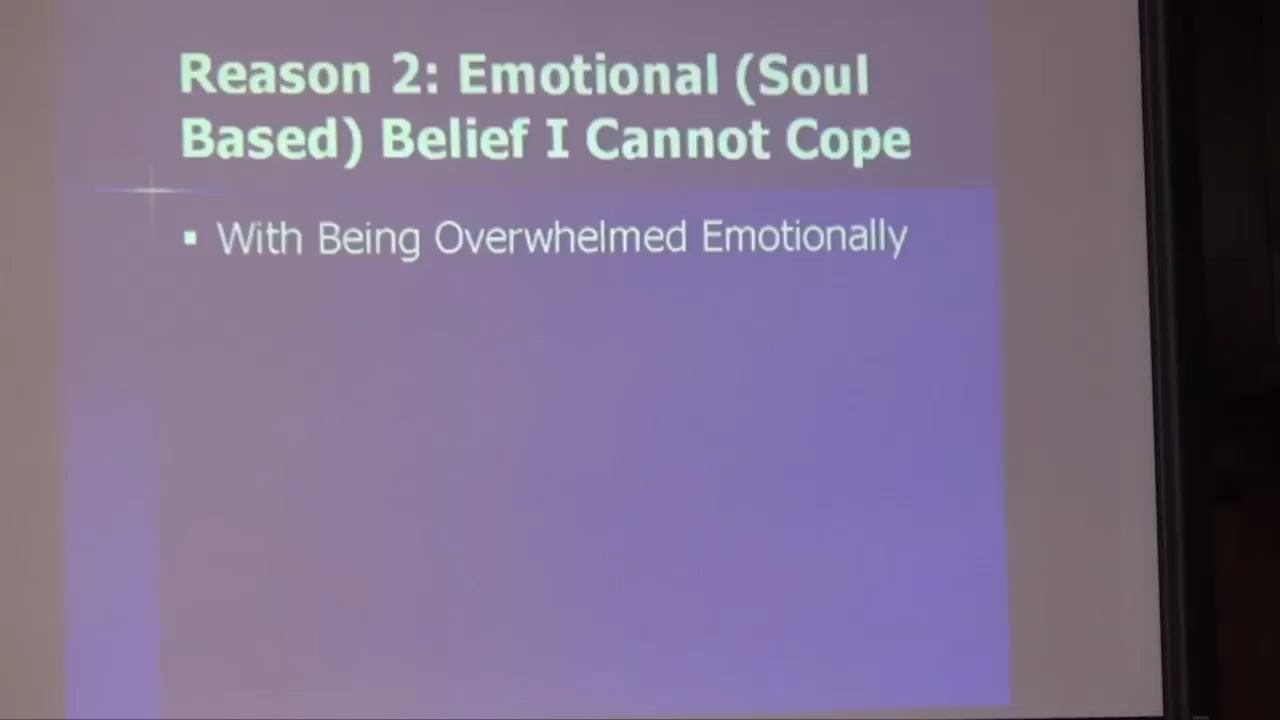 Reason 2: Emotional (Soul
Based) Belief I Cannot Cope
▪ With Being Overwhelmed Emotionally